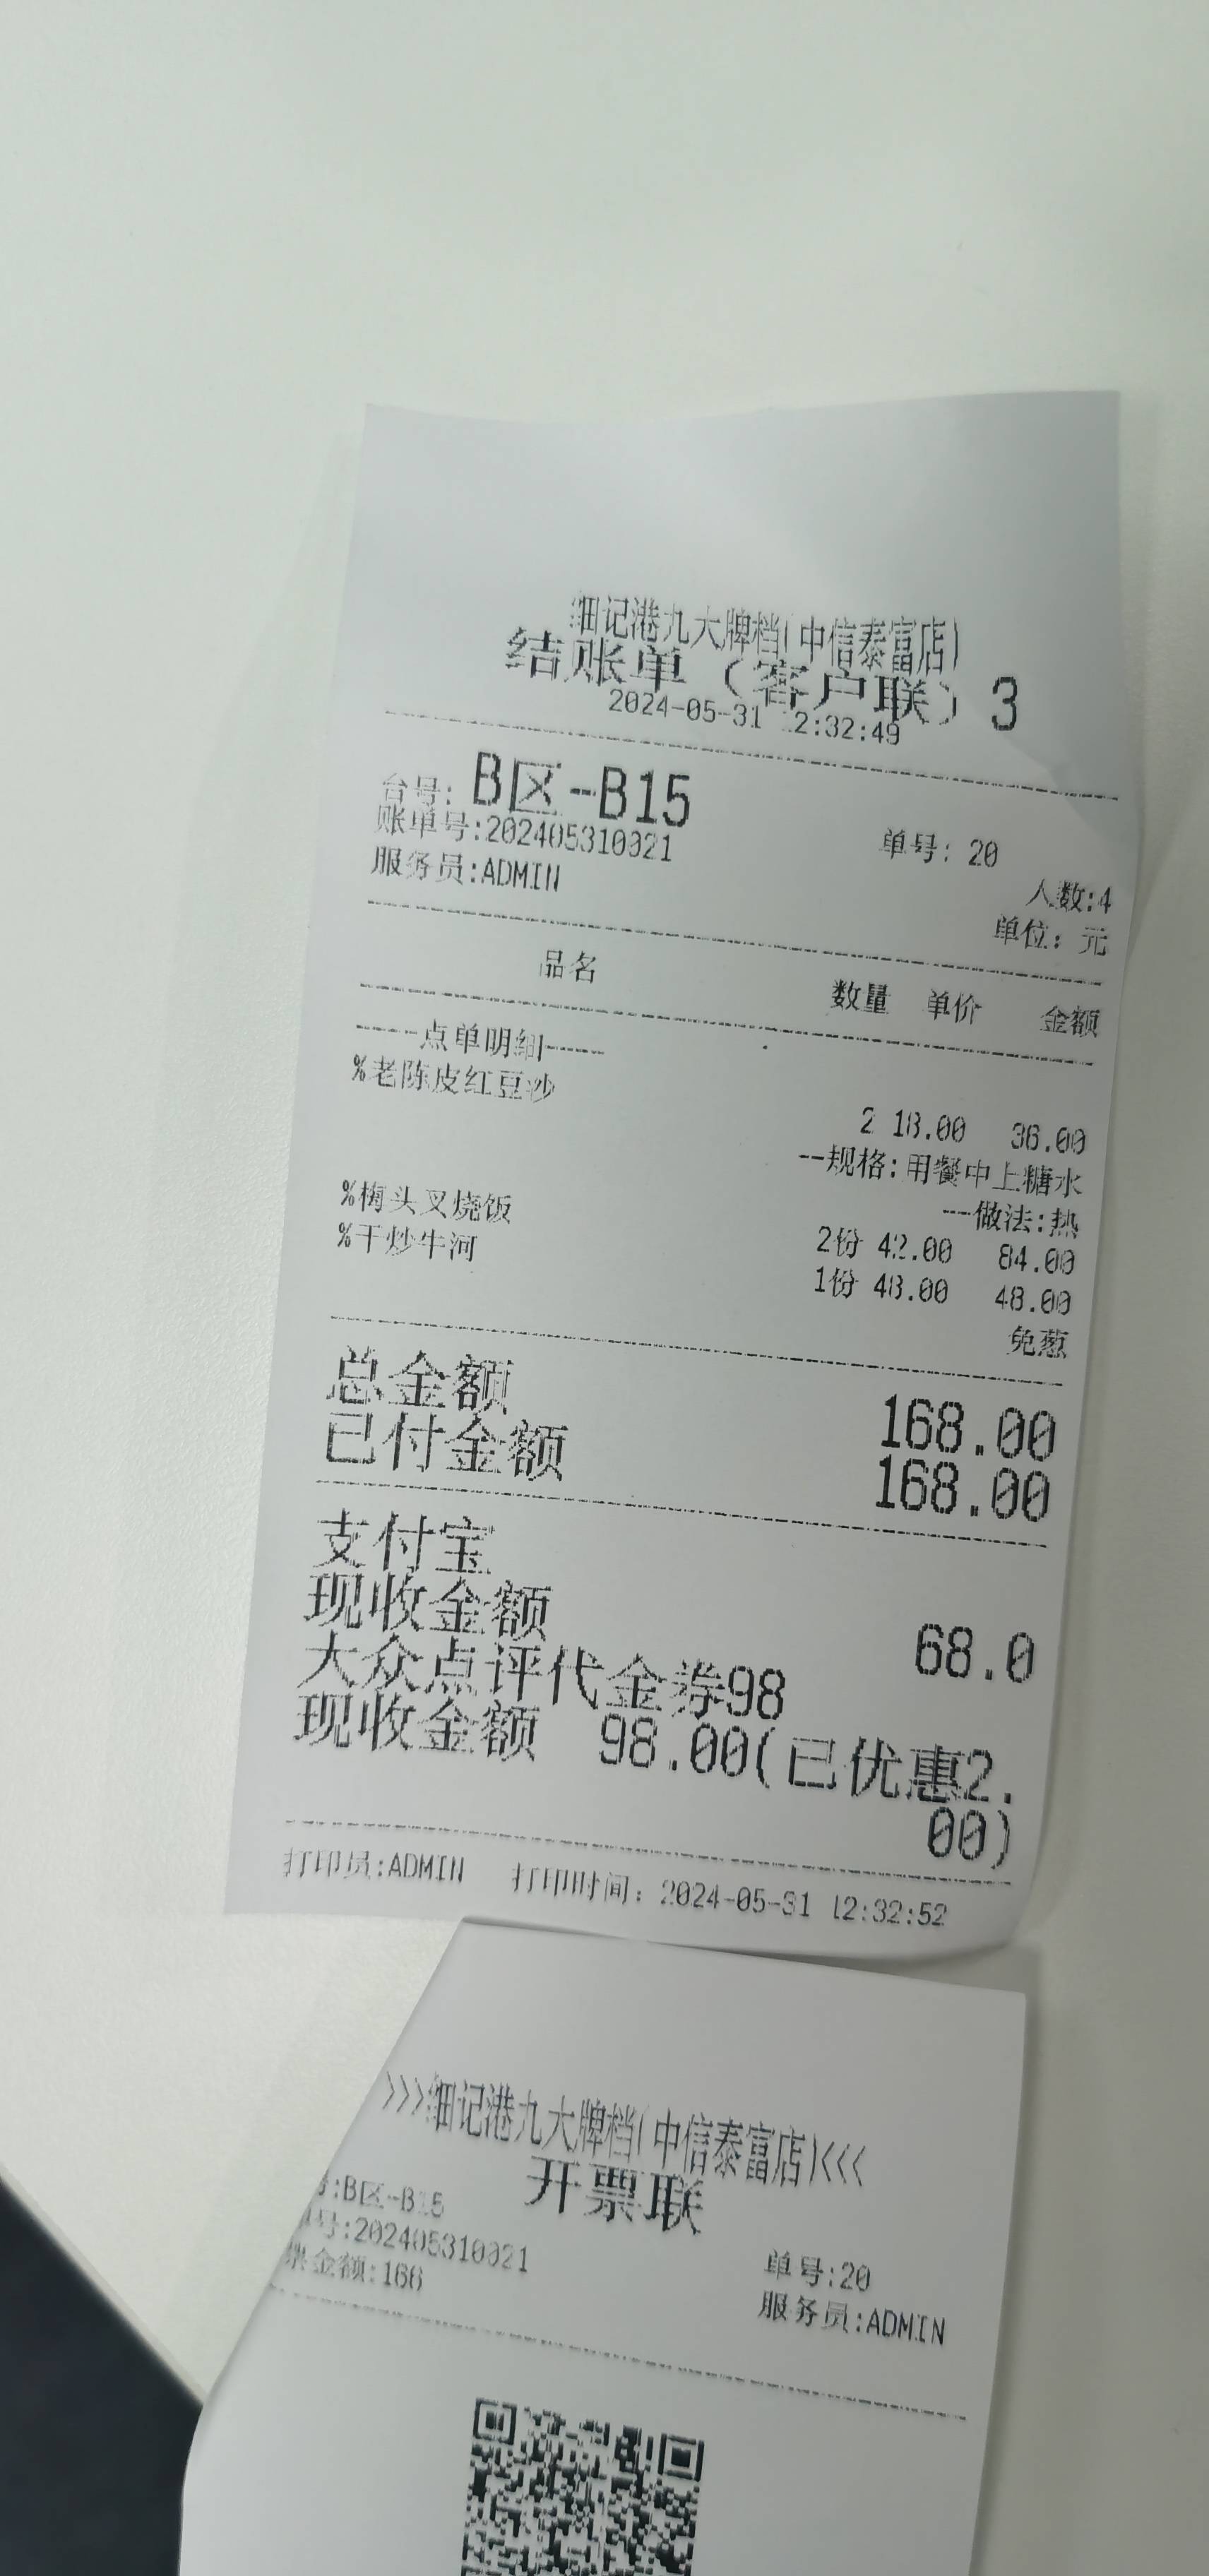 细记港九大牌档(中信泰富店)
结账单（客户联）3
2024-05-31 12:32:49
台号: B区-B15
单号: 20
账单号:202405310021
人数:4
服务员:ADMIN
单位: 元
品名 数量 单价 金额
----点单明细----
%老陈皮红豆沙
2 18.00 36.00
--规格:用餐中上糖水
--做法:热
%梅头叉烧饭 2份 42.00 84.00
%干炒牛河 1份 48.00 48.00
免葱
总金额 168.00
已付金额 168.00
支付宝
现收金额 68.0
大众点评代金券98
现收金额 98.00(已优惠2.
00)
打印员:ADMIN 打印时间: 2024-05-31 12:32:52
>>>细记港九大牌档(中信泰富店)<<<
开票联
号:B区-B15
单号:20
单号:202405310021
服务员:ADMIN
金额:166